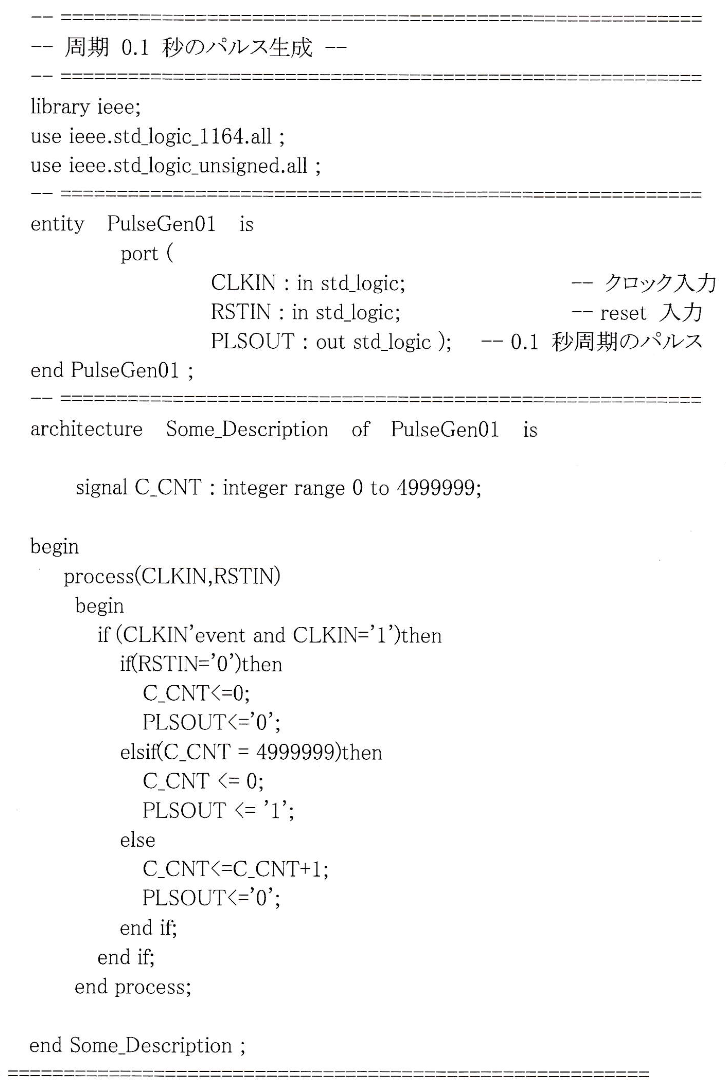 -- =========================================================
-- 周期 0.1 秒のパルス生成 --
-- =========================================================
library ieee;
use ieee.std_logic_1164.all ;
use ieee.std_logic_unsigned.all ;
-- =========================================================
entity PulseGen01 is
port (
CLKIN : in std_logic; -- クロック入力
RSTIN : in std_logic; -- reset 入力
PLSOUT : out std_logic ); -- 0.1 秒周期のパルス
end PulseGen01 ;
-- =========================================================
architecture Some_Description of PulseGen01 is
signal C_CNT : integer range 0 to 4999999;
begin
process(CLKIN,RSTIN)
begin
if (CLKIN’event and CLKIN=’1’)then
if(RSTIN=’0’)then
C_CNT<=0;
PLSOUT<=’0’;
elsif(C_CNT = 4999999)then
C_CNT <= 0;
PLSOUT <= ’1’;
else
C_CNT<=C_CNT+1;
PLSOUT<=’0’;
end if;
end if;
end process;
end Some_Description ;
=========================================================